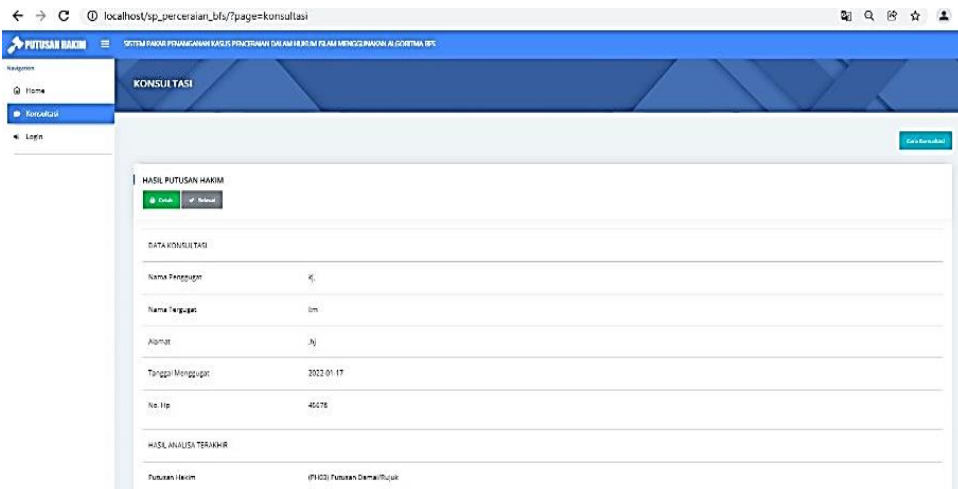 localhost/sp_perceraian_bfs/?page=konsultasi
PUTUSAN HAKIM
SISTEM PAKAR PENANGANAN KASUS PENCERAIAN DALAM HUKUM ISLAM MENGGUNAKAN ALGORITMA BFS
Navigation
Home
Konsultasi
Login
KONSULTASI
Data Konsultasi
HASIL PUTUSAN HAKIM
Cetak
Selesai
DATA KONSULTASI
Nama Penggugat
Nama Tergugat
Alamat
Tanggal Menggugat 2022-01-17
No. Hp 45678
HASIL ANALISA TERAKHIR
Putusan Hakim (PH03) Putusan Damai/Rujuk